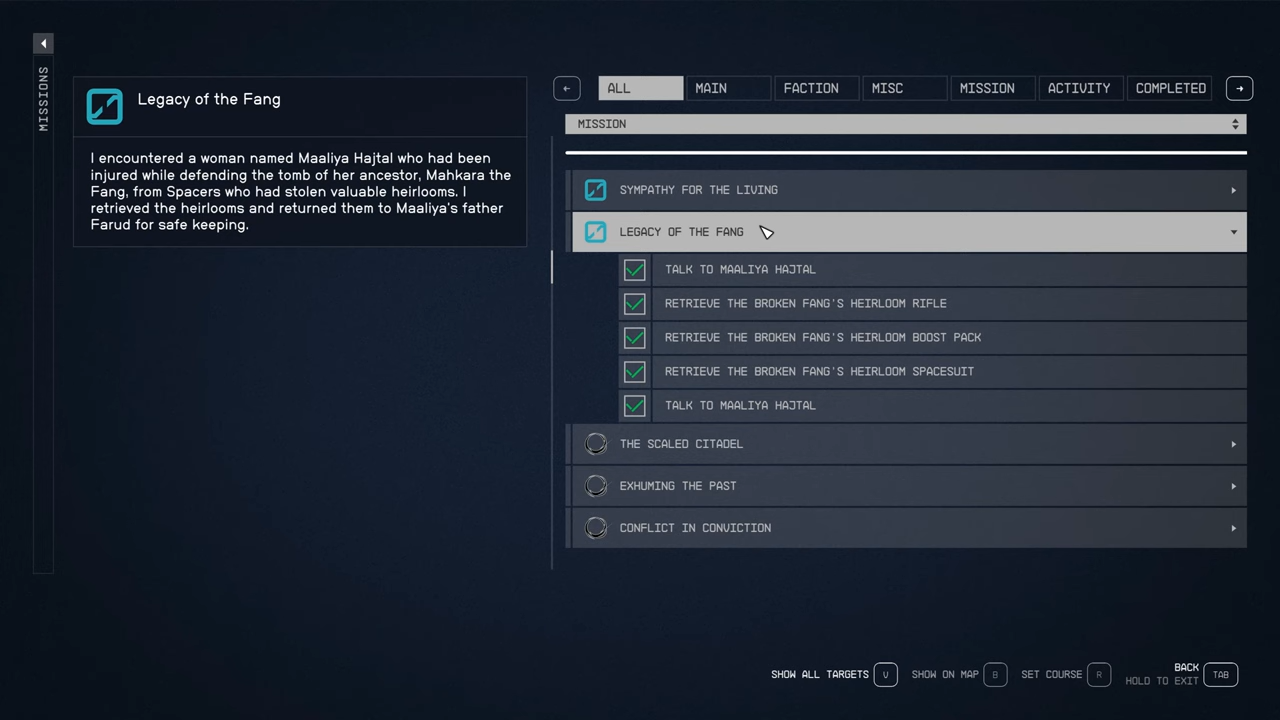 MISSIONS
Legacy of the Fang
I encountered a woman named Maaliya Hajtal who had been
injured while defending the tomb of her ancestor, Mahkara the
Fang, from Spacers who had stolen valuable heirlooms. I
retrieved the heirlooms and returned them to Maaliya's father
Farud for safe keeping.
ALL MAIN FACTION MISC MISSION ACTIVITY COMPLETED
MISSION
SYMPATHY FOR THE LIVING
LEGACY OF THE FANG
TALK TO MAALIYA HAJTAL
RETRIEVE THE BROKEN FANG'S HEIRLOOM RIFLE
RETRIEVE THE BROKEN FANG'S HEIRLOOM BOOST PACK
RETRIEVE THE BROKEN FANG'S HEIRLOOM SPACESUIT
TALK TO MAALIYA HAJTAL
THE SCALED CITADEL
EXHUMING THE PAST
CONFLICT IN CONVICTION
SHOW ALL TARGETS V SHOW ON MAP B SET COURSE R BACK TAB
HOLD TO EXIT